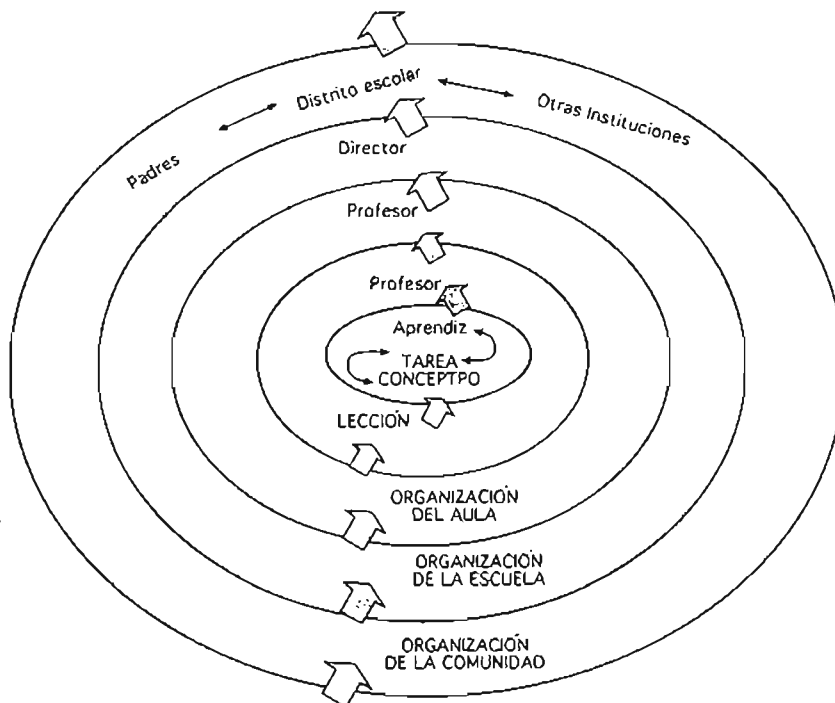 Distrito escolar
Padres
Otras Instituciones
Director
Profesor
Profesor
Aprendiz
TAREA
CONCEPTPO
LECCIÓN
ORGANIZACIÓN
DEL AULA
ORGANIZACIÓN
DE LA ESCUELA
ORGANIZACIÓN
DE LA COMUNIDAD